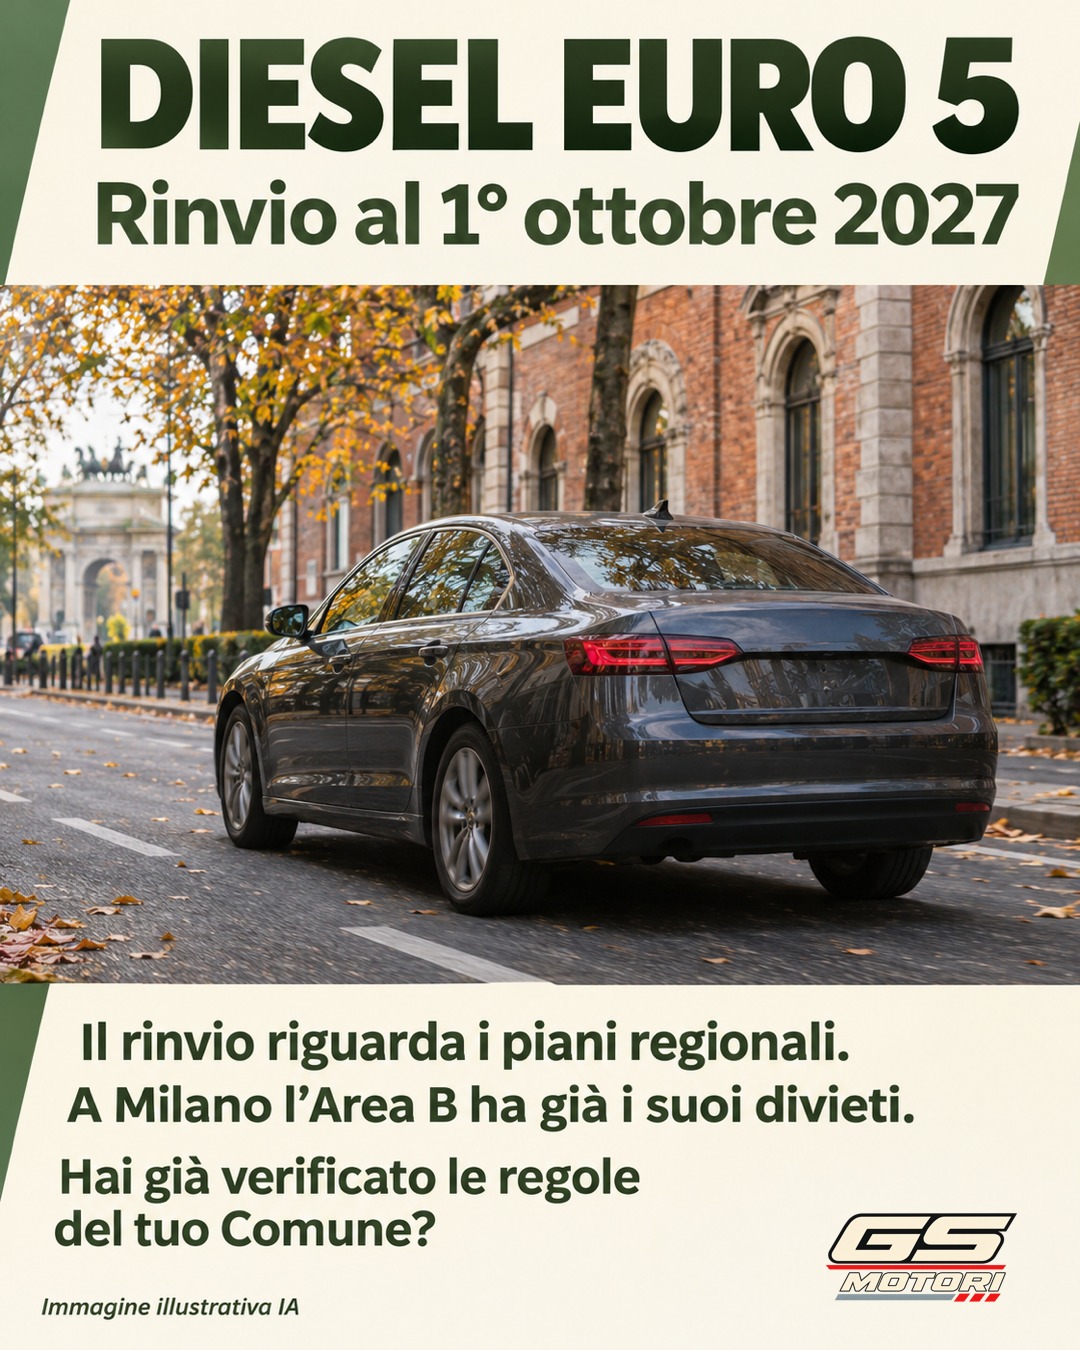 DIESEL EURO 5
Rinvio al 1° ottobre 2027
Il rinvio riguarda i piani regionali.
A Milano l’Area B ha già i suoi divieti.
Hai già verificato le regole
del tuo Comune?
GS
MOTORI
Immagine illustrativa IA